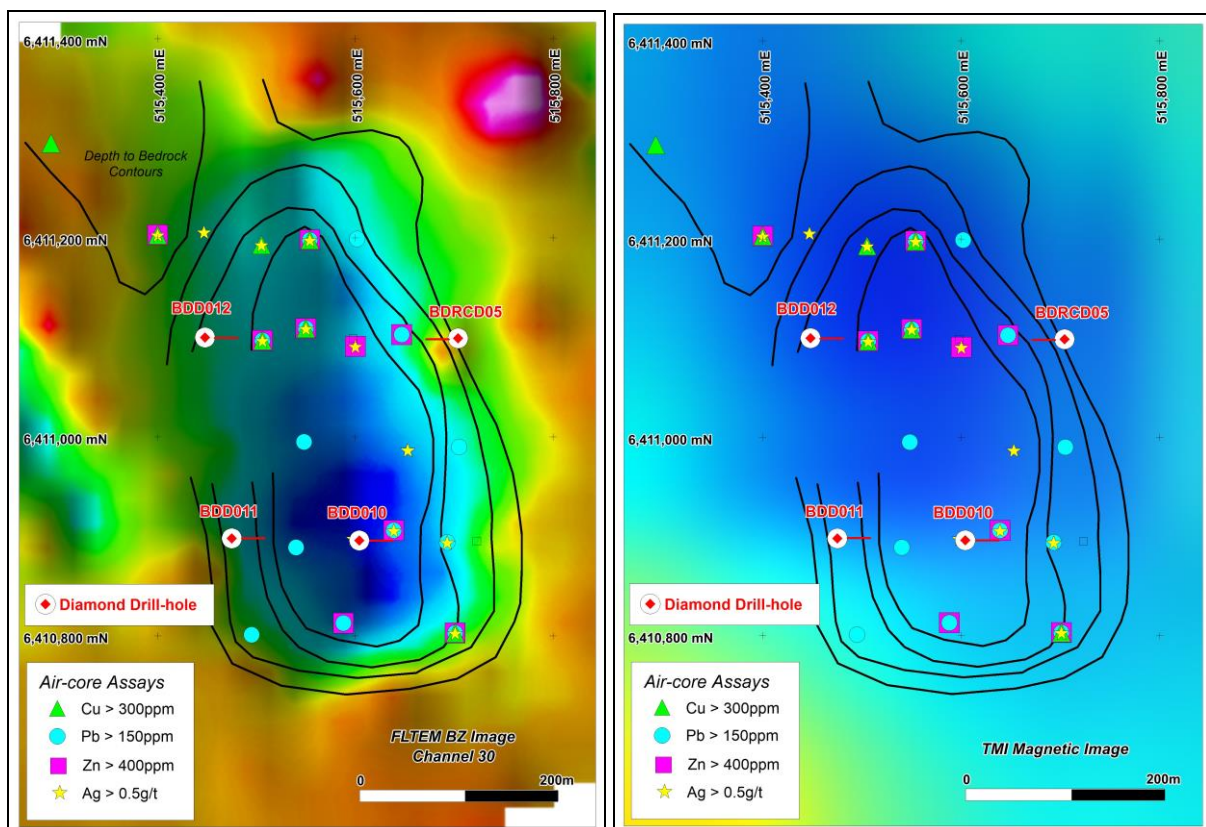 6,411,400 mN
515,400 mE
515,600 mE
515,800 mE
Depth to Bedrock
Contours
6,411,200 mN
BDD012
BDRCD05
6,411,000 mN
BDD011
BDD010
Diamond Drill-hole
6,410,800 mN
Air-core Assays
Cu > 300ppm
Pb > 150ppm
Zn > 400ppm
Ag > 0.5g/t
FLTEM BZ Image
Channel 30
0
200m
6,411,400 mN
515,400 mE
515,600 mE
515,800 mE
6,411,200 mN
BDD012
BDRCD05
6,411,000 mN
BDD011
BDD010
Diamond Drill-hole
6,410,800 mN
Air-core Assays
Cu > 300ppm
Pb > 150ppm
Zn > 400ppm
Ag > 0.5g/t
TMI Magnetic Image
0
200m